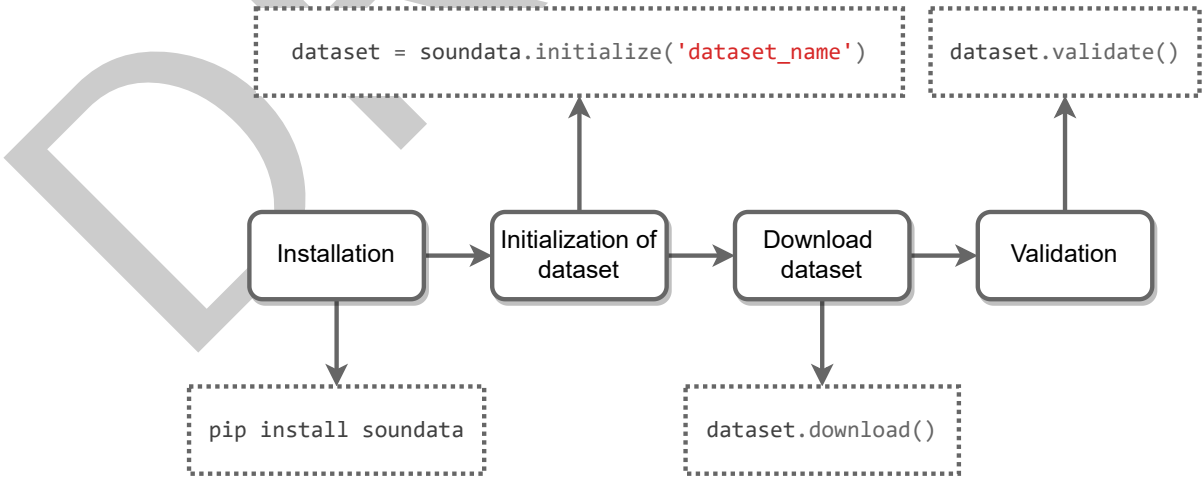 dataset = soundata.initialize('dataset_name')
dataset.validate()
Installation
Initialization of
dataset
Download
dataset
Validation
pip install soundata
dataset.download()